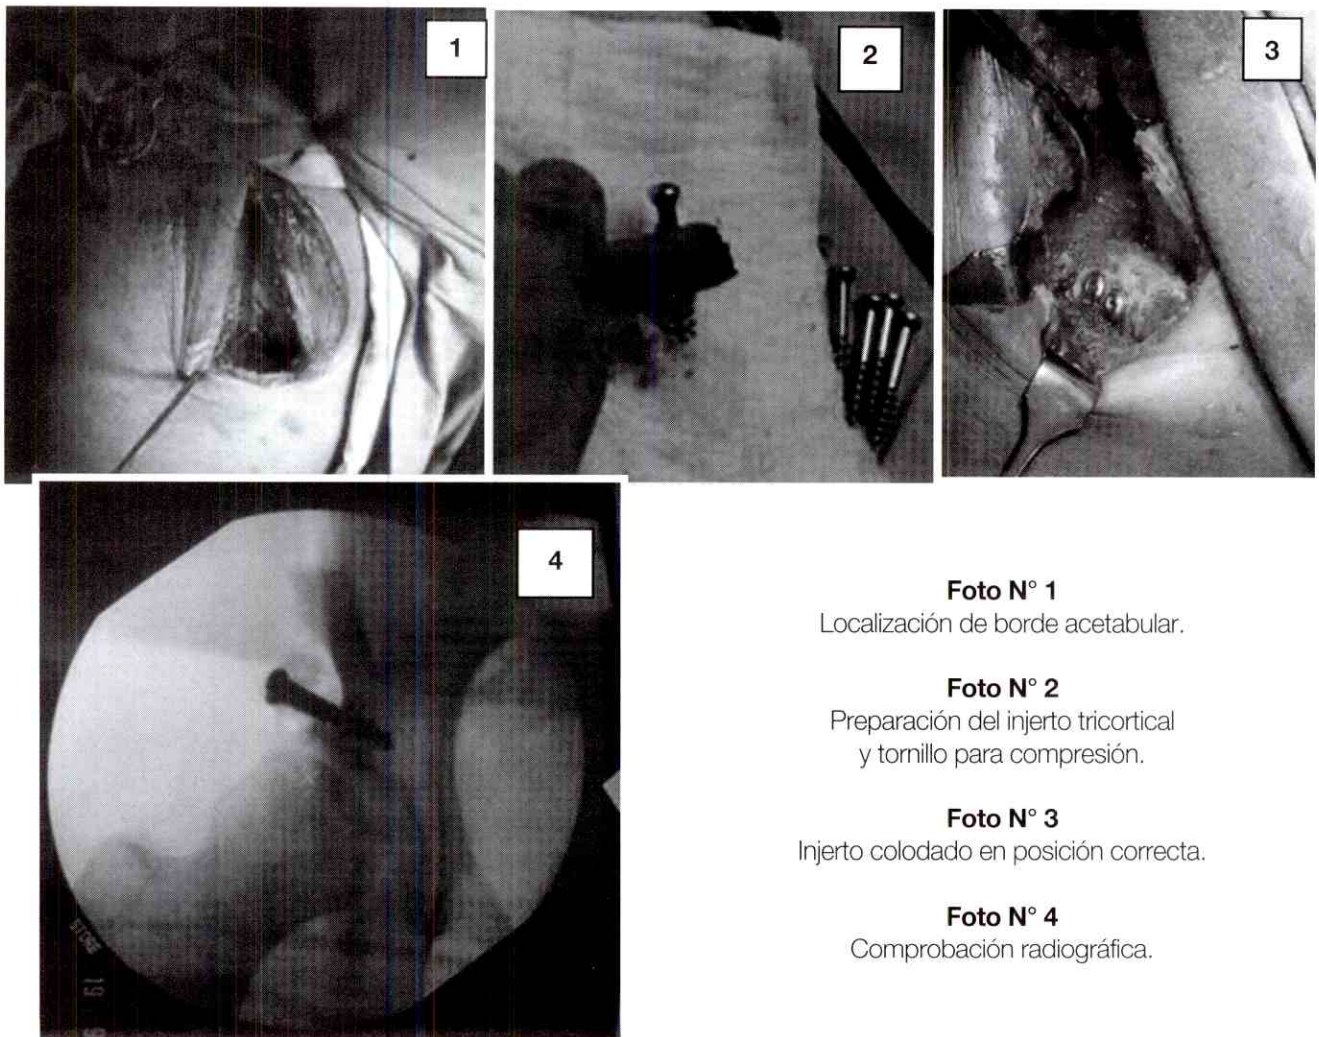 1
2
3
4
Foto N° 1
Localización de borde acetabular.
Foto N° 2
Preparación del injerto tricortical
y tornillo para compresión.
Foto N° 3
Injerto colodado en posición correcta.
Foto N° 4
Comprobación radiográfica.
19